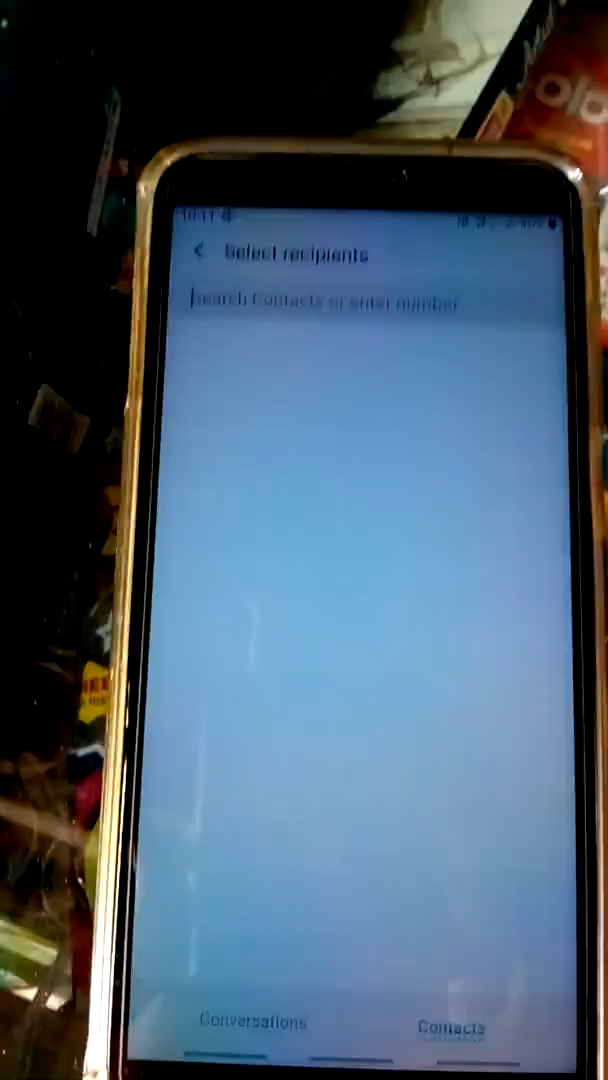 Select recipients
Search Contacts or enter number
Conversations
Contacts